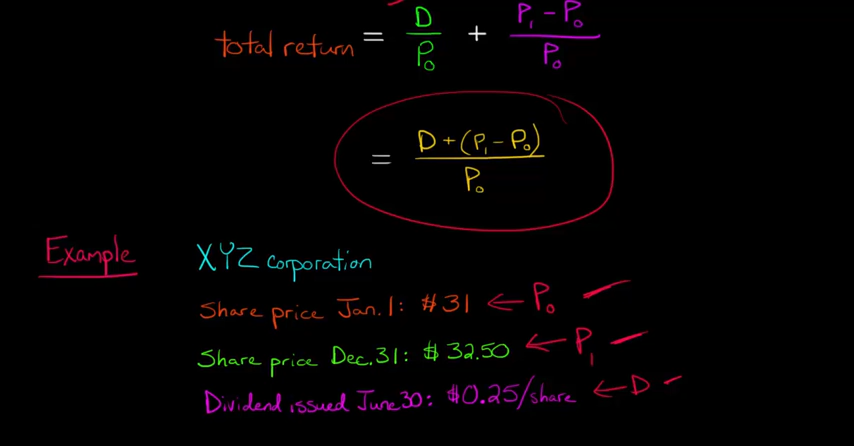 total return = D/P₀ + P₁ - P₀/P₀
= D + (P₁ - P₀)/P₀
Example XYZ corporation
Share price Jan. 1: $31 ← P₀
Share price Dec. 31: $32.50 ← P₁
Dividend issued June 30: $0.25/share ← D